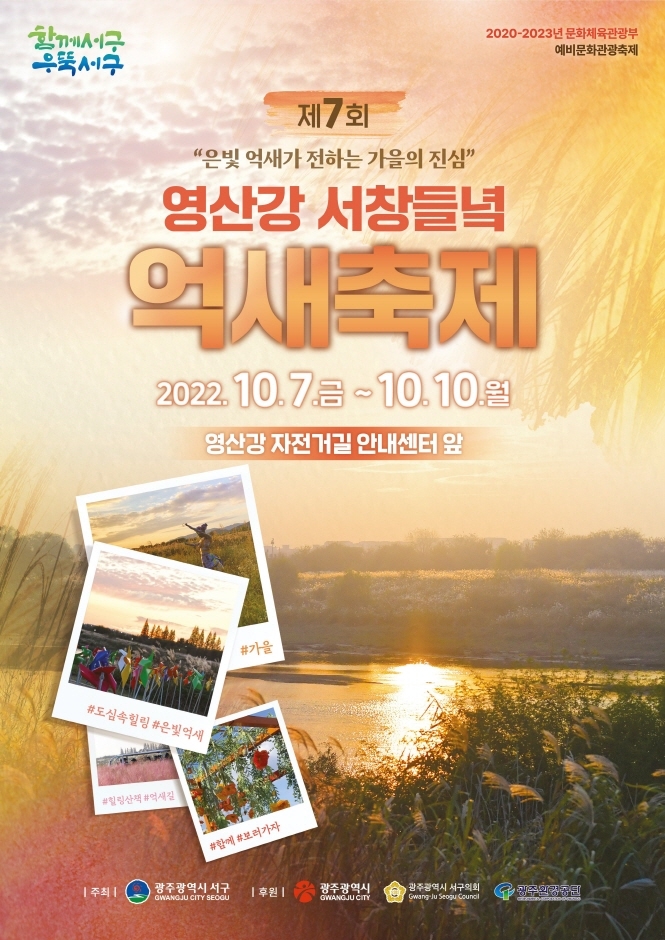 함께서구
우뚝서구
2020-2023년 문화체육관광부
예비문화관광축제
제7회
“은빛 억새가 전하는 가을의 진심”
영산강 서창들녘
억새축제
2022. 10. 7.금 ~ 10. 10.월
영산강 자전거길 안내센터 앞
#가을
#도심속힐링 #은빛억새
#힐링산책 #억새길
#함께 #보러가자
| 주최 | 광주광역시 서구 GWANGJU CITY SEOGU | 후원 | 광주광역시 GWANGJU CITY 광주광역시 서구의회 Gwang-Ju Seogu Council 광주환경공단